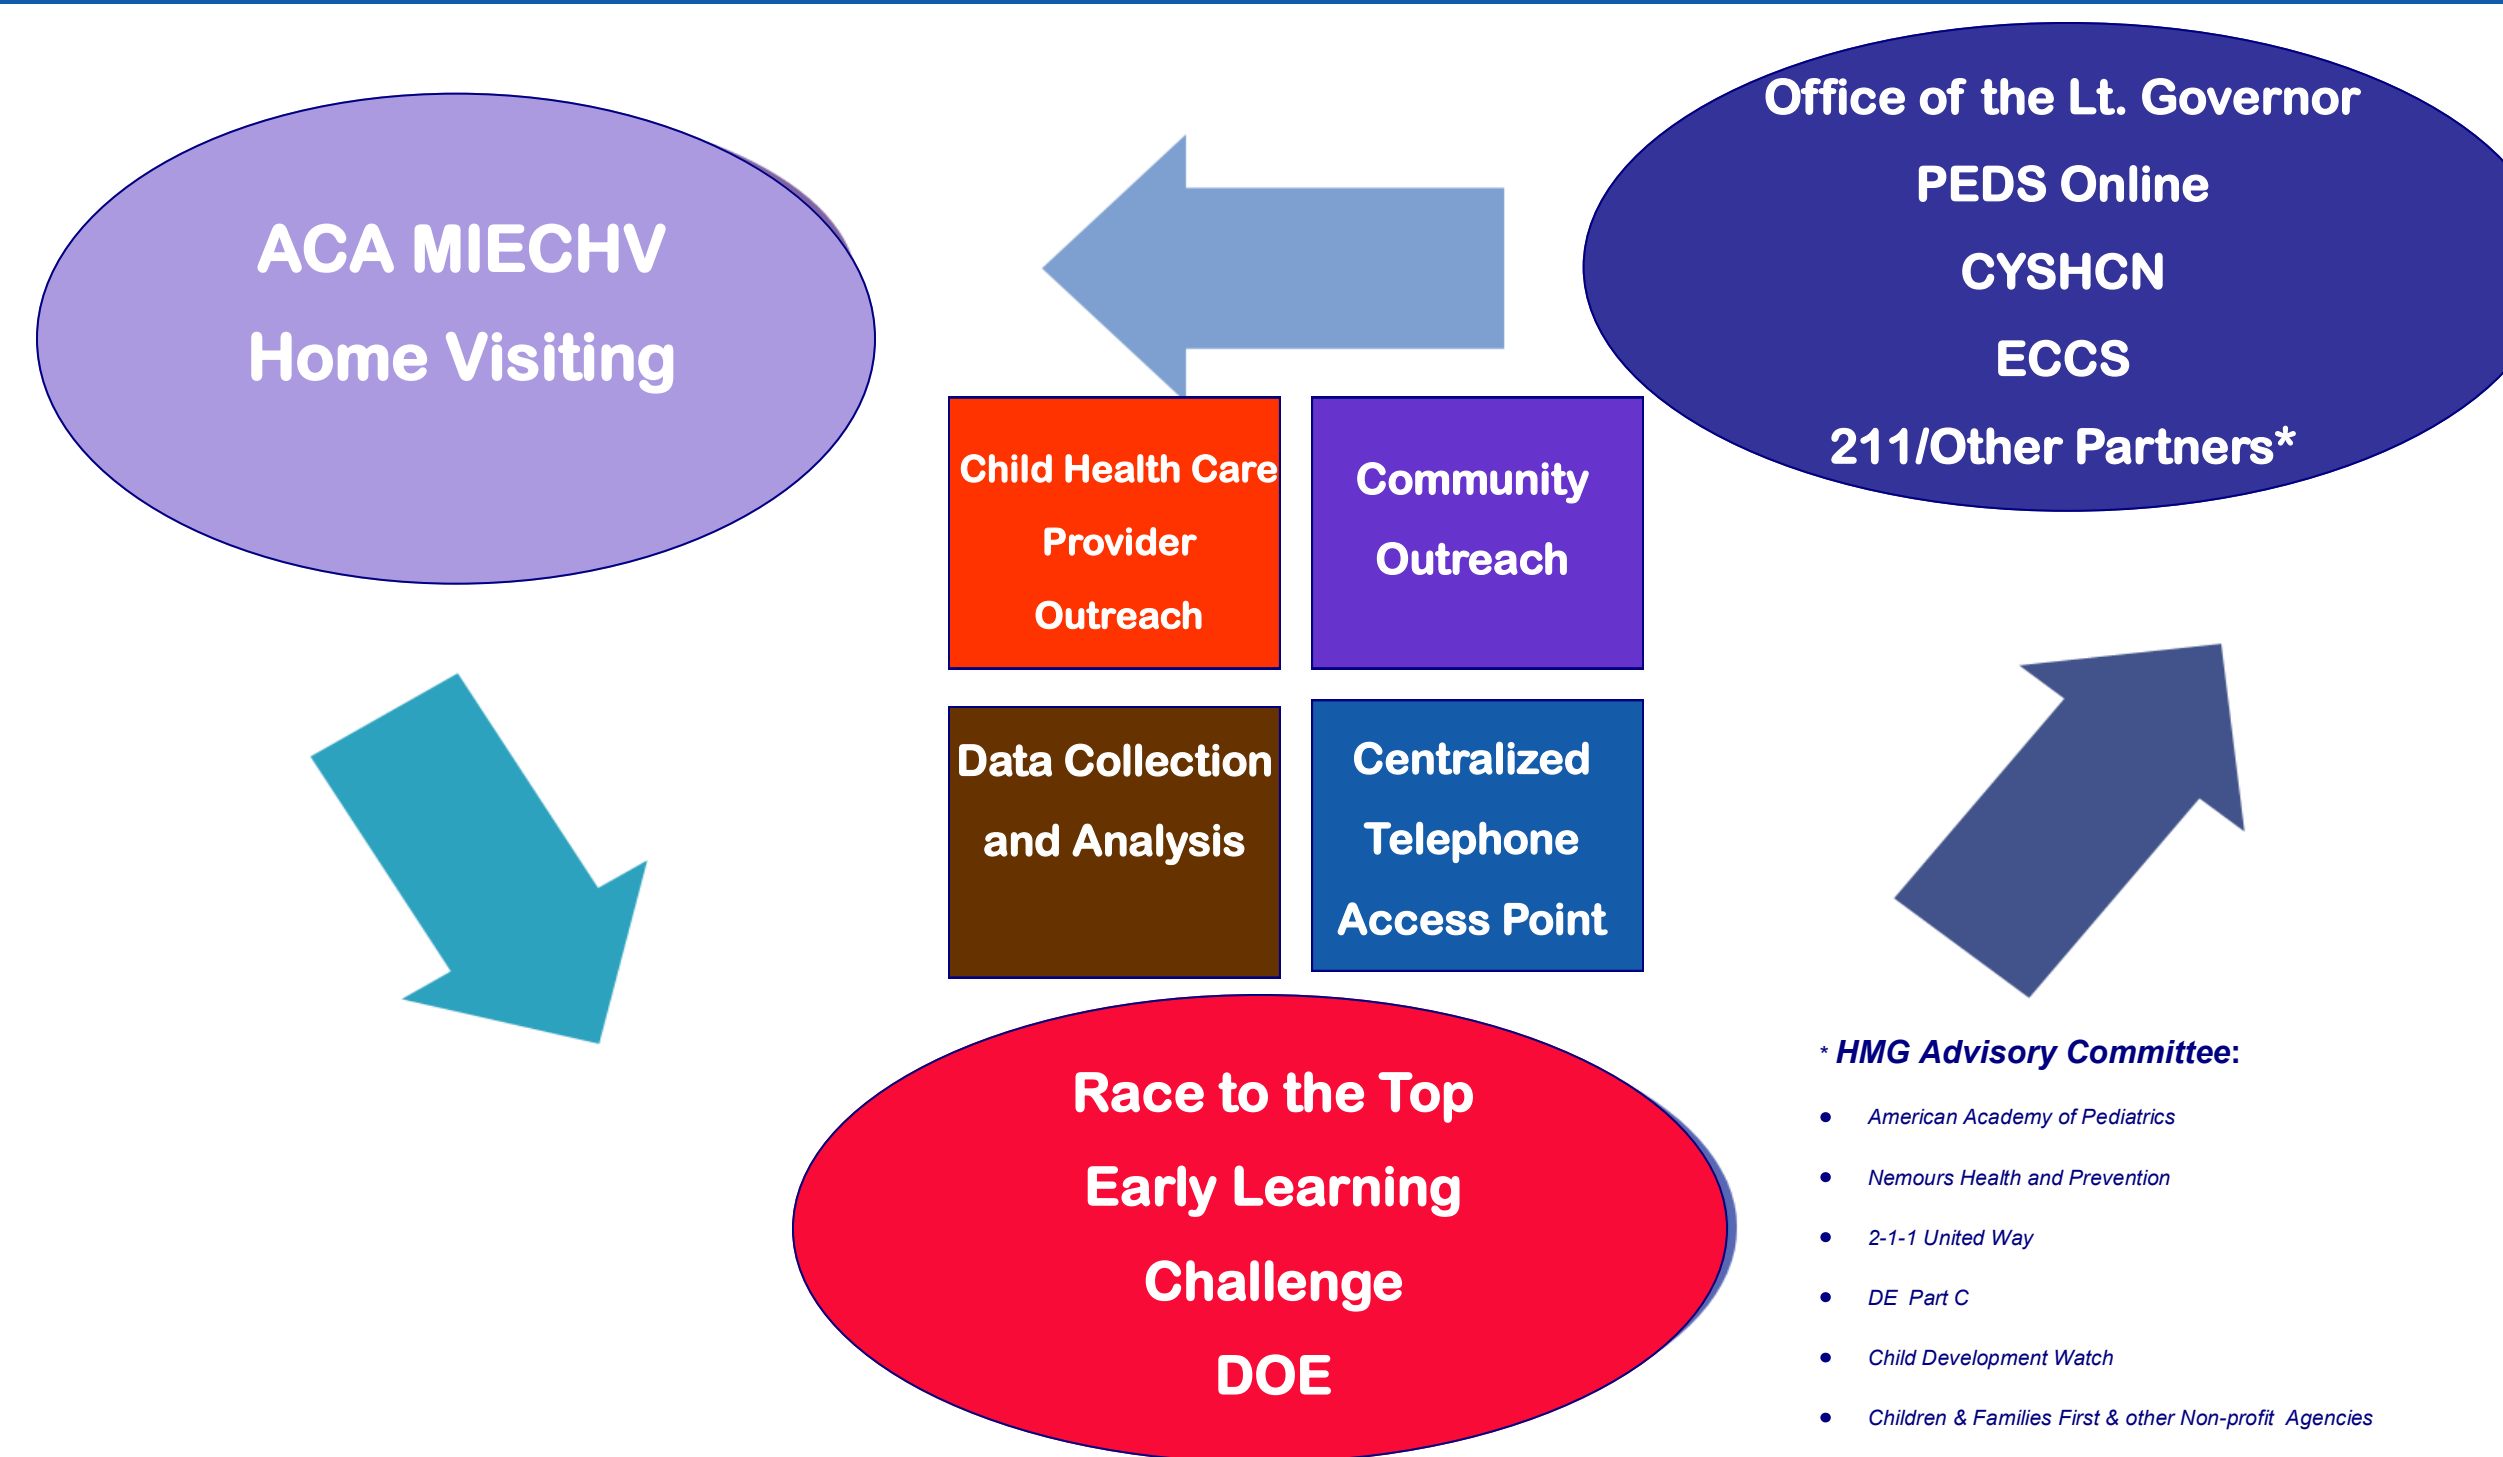 ACA MIECHV
Home Visiting
Office of the Lt. Governor
PEDS Online
CYSHCN
ECCS
211/Other Partners*
Child Health Care
Provider
Outreach
Community
Outreach
Data Collection
and Analysis
Centralized
Telephone
Access Point
Race to the Top
Early Learning
Challenge
DOE
* HMG Advisory Committee:
• American Academy of Pediatrics
• Nemours Health and Prevention
• 2-1-1 United Way
• DE Part C
• Child Development Watch
• Children & Families First & other Non-profit Agencies